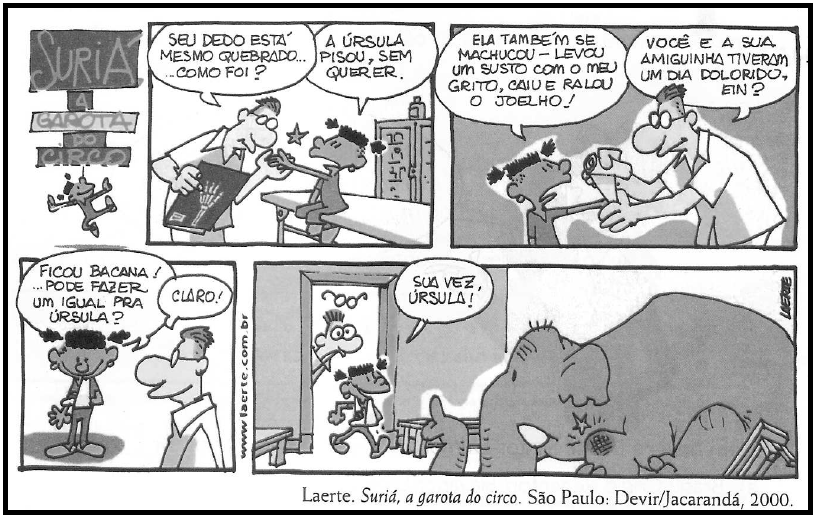 SURIÁ
A
GAROTA
DO
CIRCO
SEU DEDO ESTÁ
MESMO QUEBRADO...
...COMO FOI?
A ÚRSULA
PISOU, SEM
QUERER.
ELA TAMBÉM SE
MACHUCOU – LEVOU
UM SUSTO COM O MEU
GRITO, CAIU E RALOU
O JOELHO!
VOCÊ E A SUA
AMIGUINHA TIVERAM
UM DIA DOLORIDO,
EIN?
FICOU BACANA!
...PODE FAZER
UM IGUAL PRA
ÚRSULA?
CLARO!
www.laerte.com.br
SUA VEZ,
ÚRSULA!
LAERTE
Laerte. Suriá, a garota do circo. São Paulo: Devir/Jacarandá, 2000.